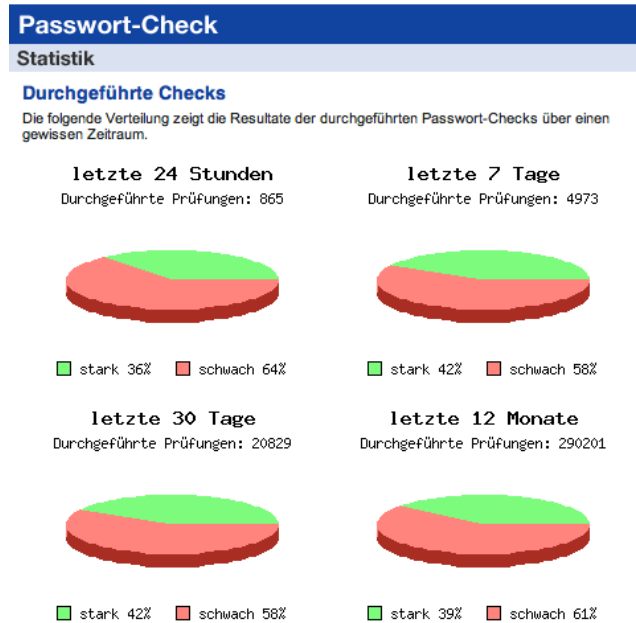 Passwort-Check
Statistik
Durchgeführte Checks
Die folgende Verteilung zeigt die Resultate der durchgeführten Passwort-Checks über einen
gewissen Zeitraum.
letzte 24 Stunden
Durchgeführte Prüfungen: 865
stark 36% schwach 64%
letzte 7 Tage
Durchgeführte Prüfungen: 4973
stark 42% schwach 58%
letzte 30 Tage
Durchgeführte Prüfungen: 20829
stark 42% schwach 58%
letzte 12 Monate
Durchgeführte Prüfungen: 290201
stark 39% schwach 61%